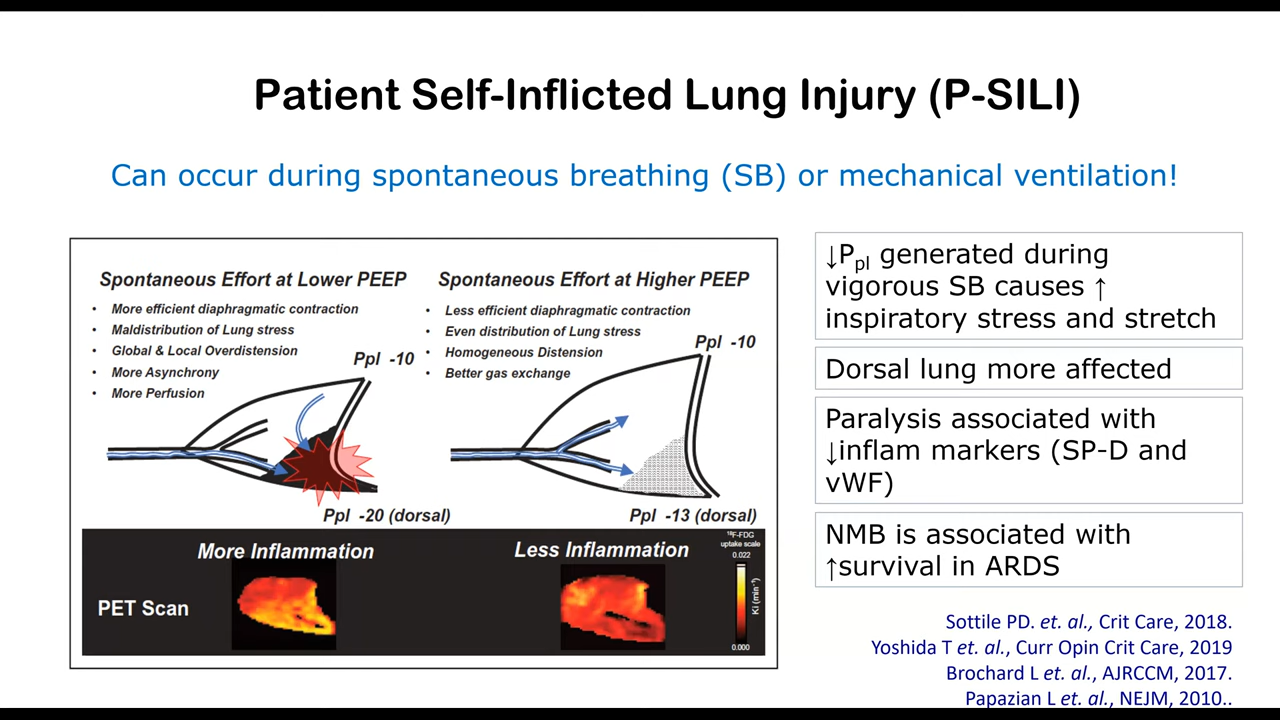 Patient Self-Inflicted Lung Injury (P-SILI)
Can occur during spontaneous breathing (SB) or mechanical ventilation!
Spontaneous Effort at Lower PEEP
• More efficient diaphragmatic contraction
• Maldistribution of Lung stress
• Global & Local Overdistension
• More Asynchrony
• More Perfusion
Ppl -10
Ppl -20 (dorsal)
Spontaneous Effort at Higher PEEP
• Less efficient diaphragmatic contraction
• Even distribution of Lung stress
• Homogeneous Distension
• Better gas exchange
Ppl -10
Ppl -13 (dorsal)
More Inflammation
Less Inflammation
PET Scan
¹⁸F-FDG
uptake scale
0.022
Ki (min⁻¹)
0.000
↓Ppl generated during
vigorous SB causes ↑
inspiratory stress and stretch
Dorsal lung more affected
Paralysis associated with
↓inflam markers (SP-D and
vWF)
NMB is associated with
↑survival in ARDS
Sottile PD. et. al., Crit Care, 2018.
Yoshida T et. al., Curr Opin Crit Care, 2019
Brochard L et. al., AJRCCM, 2017.
Papazian L et. al., NEJM, 2010..